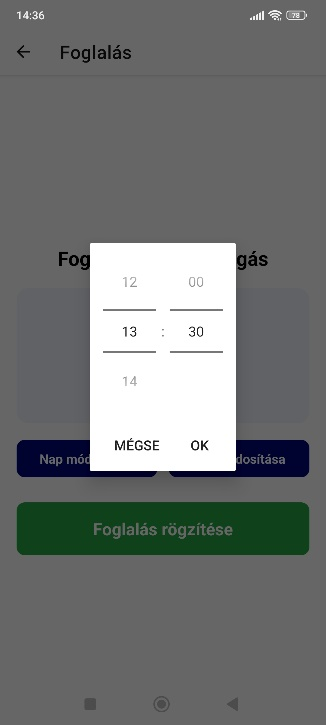 14:36
78
Foglalás
Fog gás
12 00
13 : 30
14
MÉGSE OK
Nap mód dosítása
Foglalás rögzítése